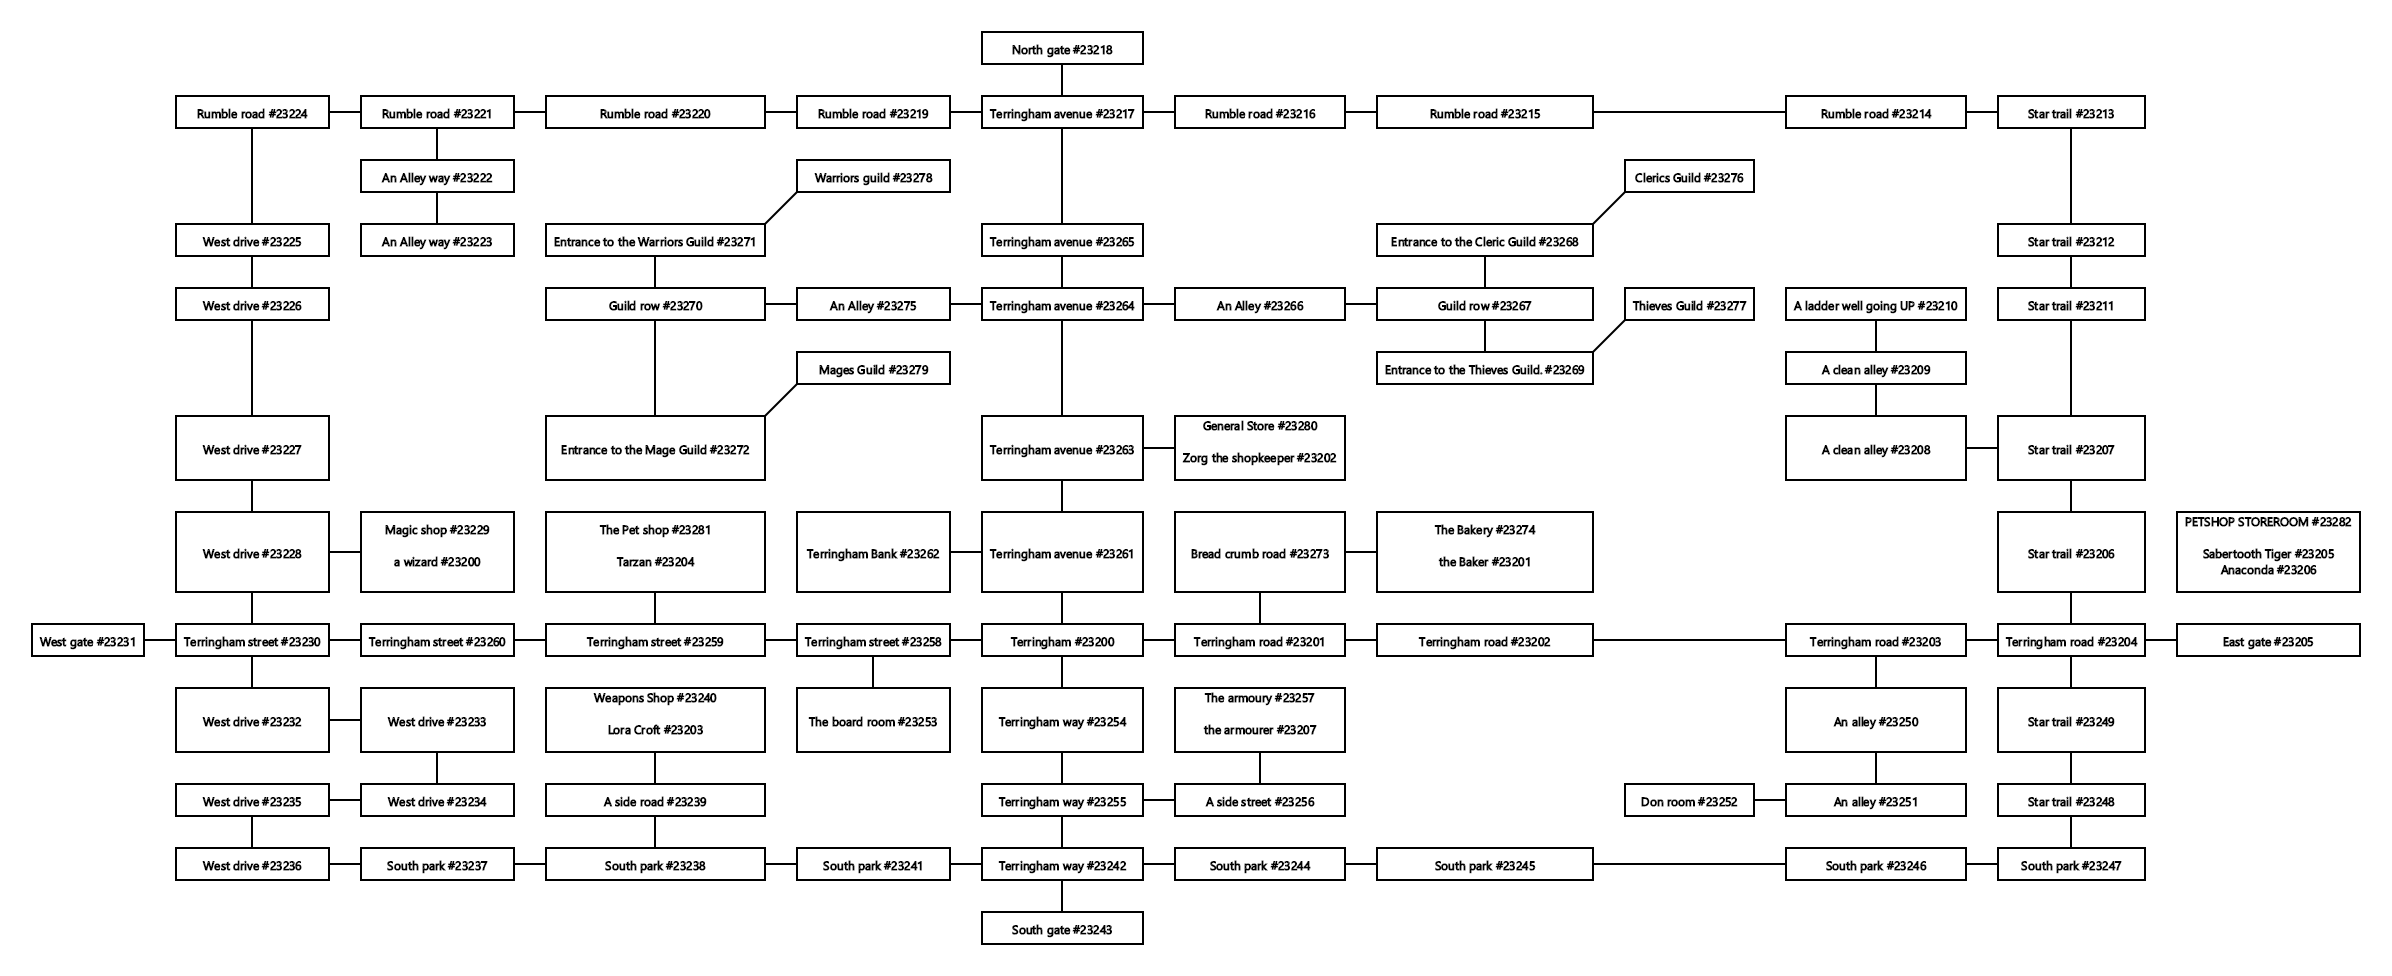 North gate #23218
Rumble road #23224
Rumble road #23221
Rumble road #23220
Rumble road #23219
Terringham avenue #23217
Rumble road #23216
Rumble road #23215
Rumble road #23214
Star trail #23213
An Alley way #23222
Warriors guild #23278
Clerics Guild #23276
West drive #23225
An Alley way #23223
Entrance to the Warriors Guild #23271
Terringham avenue #23265
Entrance to the Cleric Guild #23268
Star trail #23212
West drive #23226
Guild row #23270
An Alley #23275
Terringham avenue #23264
An Alley #23266
Guild row #23267
Thieves Guild #23277
A ladder well going UP #23210
Star trail #23211
Mages Guild #23279
Entrance to the Thieves Guild. #23269
A clean alley #23209
West drive #23227
Entrance to the Mage Guild #23272
Terringham avenue #23263
General Store #23280
Zorg the shopkeeper #23202
A clean alley #23208
Star trail #23207
West drive #23228
Magic shop #23229
a wizard #23200
The Pet shop #23281
Tarzan #23204
Terringham Bank #23262
Terringham avenue #23261
Bread crumb road #23273
The Bakery #23274
the Baker #23201
Star trail #23206
PETSHOP STOREROOM #23282
Sabertooth Tiger #23205
Anaconda #23206
West gate #23231
Terringham street #23230
Terringham street #23260
Terringham street #23259
Terringham street #23258
Terringham #23200
Terringham road #23201
Terringham road #23202
Terringham road #23203
Terringham road #23204
East gate #23205
West drive #23232
West drive #23233
Weapons Shop #23240
Lora Croft #23203
The board room #23253
Terringham way #23254
The armoury #23257
the armourer #23207
An alley #23250
Star trail #23249
West drive #23235
West drive #23234
A side road #23239
Terringham way #23255
A side street #23256
Don room #23252
An alley #23251
Star trail #23248
West drive #23236
South park #23237
South park #23238
South park #23241
Terringham way #23242
South park #23244
South park #23245
South park #23246
South park #23247
South gate #23243